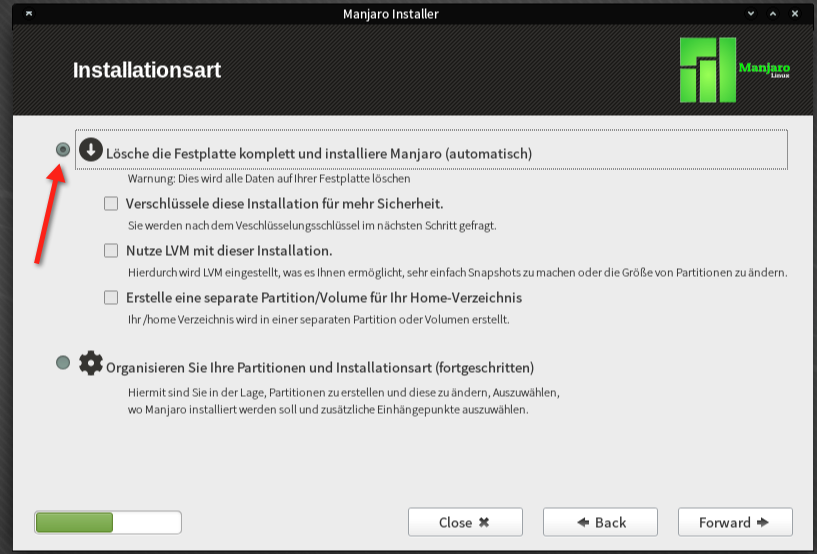 Manjaro Installer
Installationsart
Manjaro
Linux
Lösche die Festplatte komplett und installiere Manjaro (automatisch)
Warnung: Dies wird alle Daten auf Ihrer Festplatte löschen
Verschlüssele diese Installation für mehr Sicherheit.
Sie werden nach dem Veschlüsselungsschlüssel im nächsten Schritt gefragt.
Nutze LVM mit dieser Installation.
Hierdurch wird LVM eingestellt, was es Ihnen ermöglicht, sehr einfach Snapshots zu machen oder die Größe von Partitionen zu ändern.
Erstelle eine separate Partition/Volume für Ihr Home-Verzeichnis
Ihr /home Verzeichnis wird in einer separaten Partition oder Volumen erstellt.
Organisieren Sie Ihre Partitionen und Installationsart (fortgeschritten)
Hiermit sind Sie in der Lage, Partitionen zu erstellen und diese zu ändern, Auszuwählen,
wo Manjaro installiert werden soll und zusätzliche Einhängepunkte auszuwählen.
Close
Back
Forward